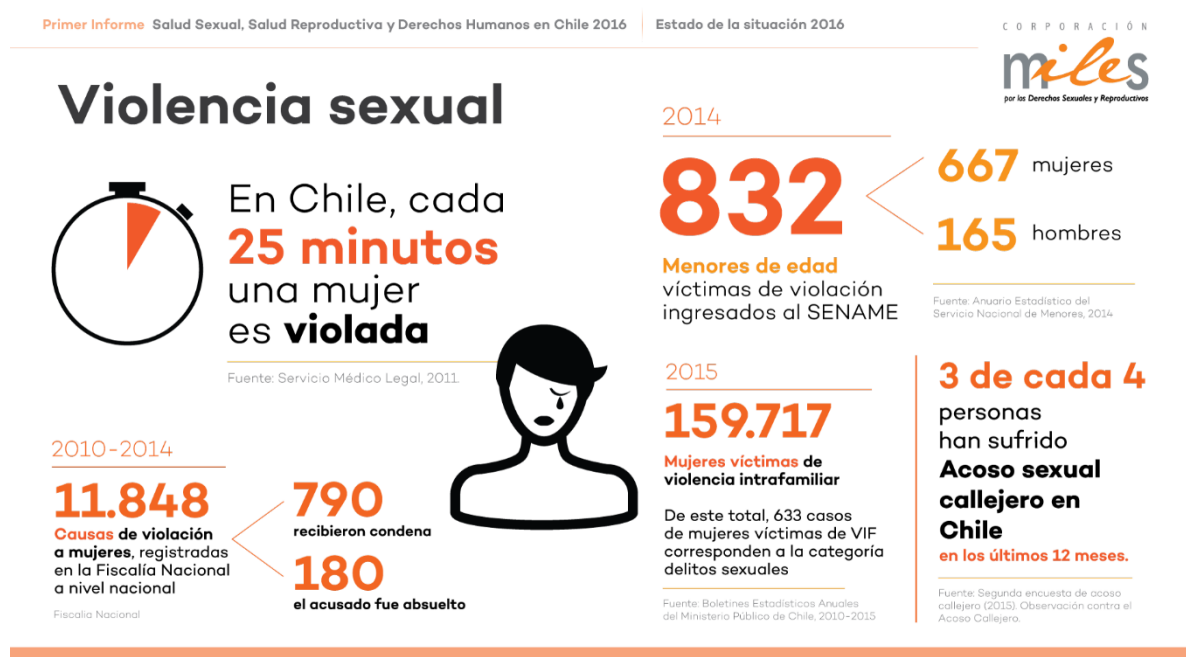 Primer Informe Salud Sexual, Salud Reproductiva y Derechos Humanos en Chile 2016
Estado de la situación 2016
CORPORACIÓN
miles
por los Derechos Sexuales y Reproductivos
Violencia sexual
En Chile, cada
25 minutos
una mujer
es violada
Fuente: Servicio Médico Legal, 2011.
2010-2014
11.848
Causas de violación
a mujeres, registradas
en la Fiscalía Nacional
a nivel nacional
Fiscalia Nacional
790
recibieron condena
180
el acusado fue absuelto
2014
832
Menores de edad
víctimas de violación
ingresados al SENAME
667 mujeres
165 hombres
Fuente: Anuario Estadístico del
Servicio Nacional de Menores, 2014
2015
159.717
Mujeres víctimas de
violencia intrafamiliar
De este total, 633 casos
de mujeres víctimas de VIF
corresponden a la categoría
delitos sexuales
Fuente: Boletines Estadísticos Anuales
del Ministerio Público de Chile, 2010-2015
3 de cada 4
personas
han sufrido
Acoso sexual
callejero en
Chile
en los últimos 12 meses.
Fuente: Segunda encuesta de acoso
callejero (2015). Observación contra el
Acoso Callejero.